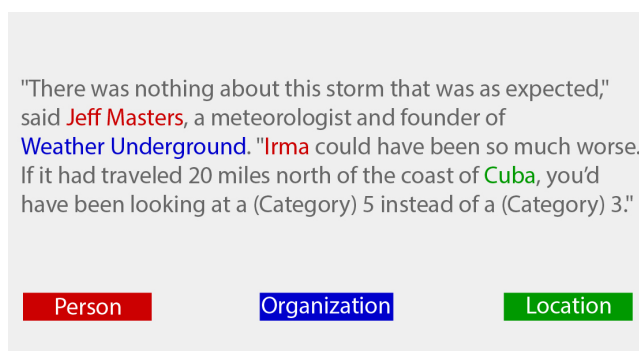 "There was nothing about this storm that was as expected,"
said Jeff Masters, a meteorologist and founder of
Weather Underground. "Irma could have been so much worse.
If it had traveled 20 miles north of the coast of Cuba, you’d
have been looking at a (Category) 5 instead of a (Category) 3."
Person Organization Location